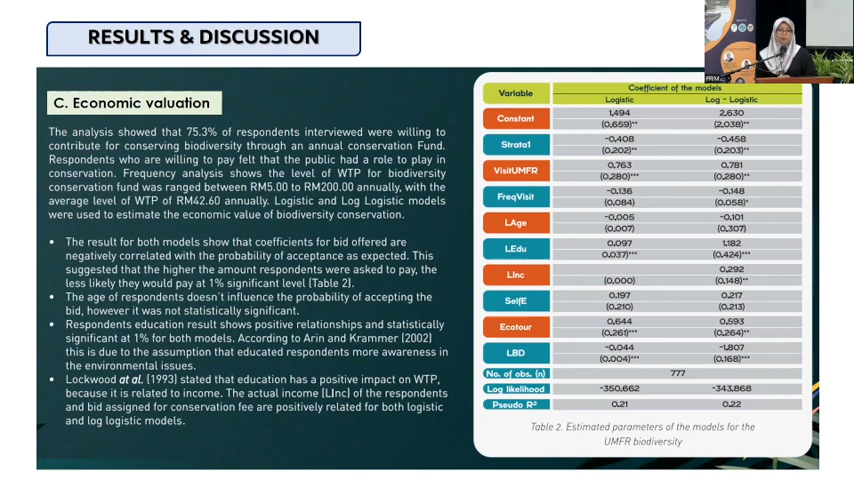 RESULTS & DISCUSSION
C. Economic valuation
The analysis showed that 75.3% of respondents interviewed were willing to
contribute for conserving biodiversity through an annual conservation Fund.
Respondents who are willing to pay felt that the public had a role to play in
conservation. Frequency analysis shows the level of WTP for biodiversity
conservation fund was ranged between RM5.00 to RM200.00 annually, with the
average level of WTP of RM42.60 annually. Logistic and Log Logistic models
were used to estimate the economic value of biodiversity conservation.
• The result for both models show that coefficients for bid offered are
negatively correlated with the probability of acceptance as expected. This
suggested that the higher the amount respondents were asked to pay, the
less likely they would pay at 1% significant level (Table 2).
• The age of respondents doesn't influence the probability of accepting the
bid, however it was not statistically significant.
• Respondents education result shows positive relationships and statistically
significant at 1% for both models. According to Arin and Krammer (2002)
this is due to the assumption that educated respondents more awareness in
the environmental issues.
• Lockwood at al. (1993) stated that education has a positive impact on WTP,
because it is related to income. The actual income (LInc) of the respondents
and bid assigned for conservation fee are positively related for both logistic
and log logistic models.
Variable Coefficient of the models
Logistic Log - Logistic
Constant 1,494 2,630
(0,659)** (2,038)**
Strata1 -0,408 -0,458
(0,202)** (0,203)**
VisitUMFR 0,763 0,781
(0,280)*** (0,280)**
FreqVisit -0,136 -0,148
(0.084) (0.058)*
LAge -0,005 -0,101
(0,007) (0,307)
LEdu 0.097 1,182
0,037)*** (0,424)***
LInc 0,292
(0,000) (0,148)**
SelfE 0.197 0.217
(0,210) (0,213)
Ecotour 0,644 0,593
(0,261)*** (0,264)**
LBD -0,044 -1,807
(0,004)*** (0,168)***
No. of obs. (n) 777
Log likelihood -350,662 -343,868
Pseudo R² 0.21 0.22
Table 2. Estimated parameters of the models for the
UMFR biodiversity